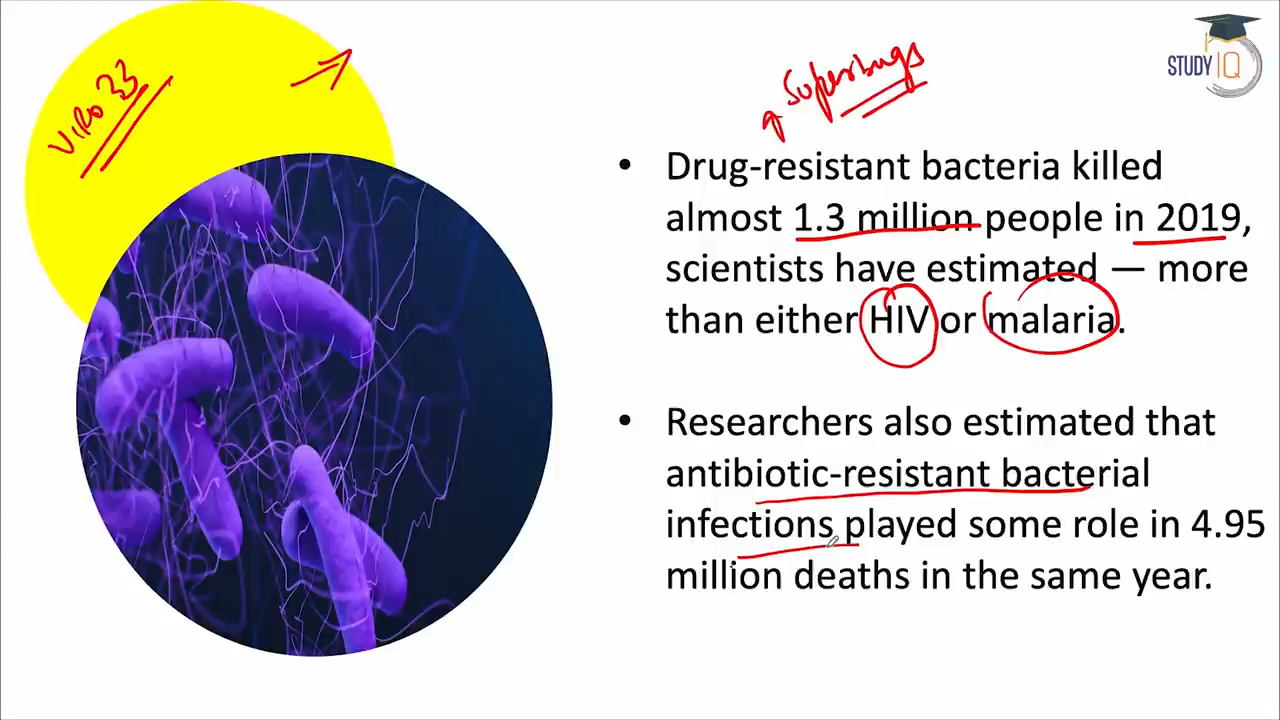 VIRO 33
STUDY IQ
Superbugs
• Drug-resistant bacteria killed
almost 1.3 million people in 2019,
scientists have estimated — more
than either HIV or malaria.
• Researchers also estimated that
antibiotic-resistant bacterial
infections played some role in 4.95
million deaths in the same year.